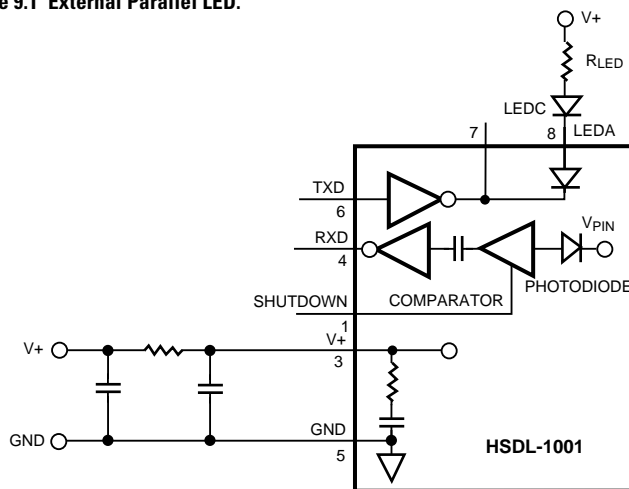 e 9.1 External Parallel LED.
V+
RLED
LEDC
7
8
LEDA
TXD
6
RXD
4
VPIN
PHOTODIODE
SHUTDOWN
COMPARATOR
1
V+
V+
3
GND
GND
5
HSDL-1001